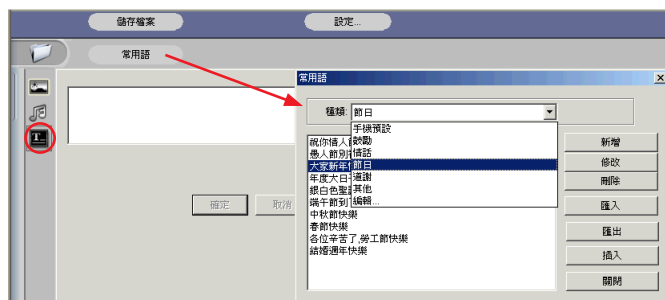 儲存檔案
設定...
常用語
常用語
種類:
節日
手機預設
鼓勵
情話
節日
道謝
其他
編輯...
祝你情人
愚人節別
大家新年
年度大日
銀白色聖
端午節到
中秋節快樂
春節快樂
各位辛苦了,勞工節快樂
結婚週年快樂
新增
修改
刪除
匯入
匯出
插入
關閉
確定
取消
T